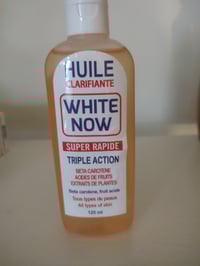 HUILE
CLARIFIANTE
WHITE
NOW
SUPER RAPIDE
TRIPLE ACTION
BETA CAROTENE
ACIDES DE FRUITS
EXTRAITS DE PLANTES
Beta carotene, fruit acids
Tous types de peaux
All types of skin
125 ml